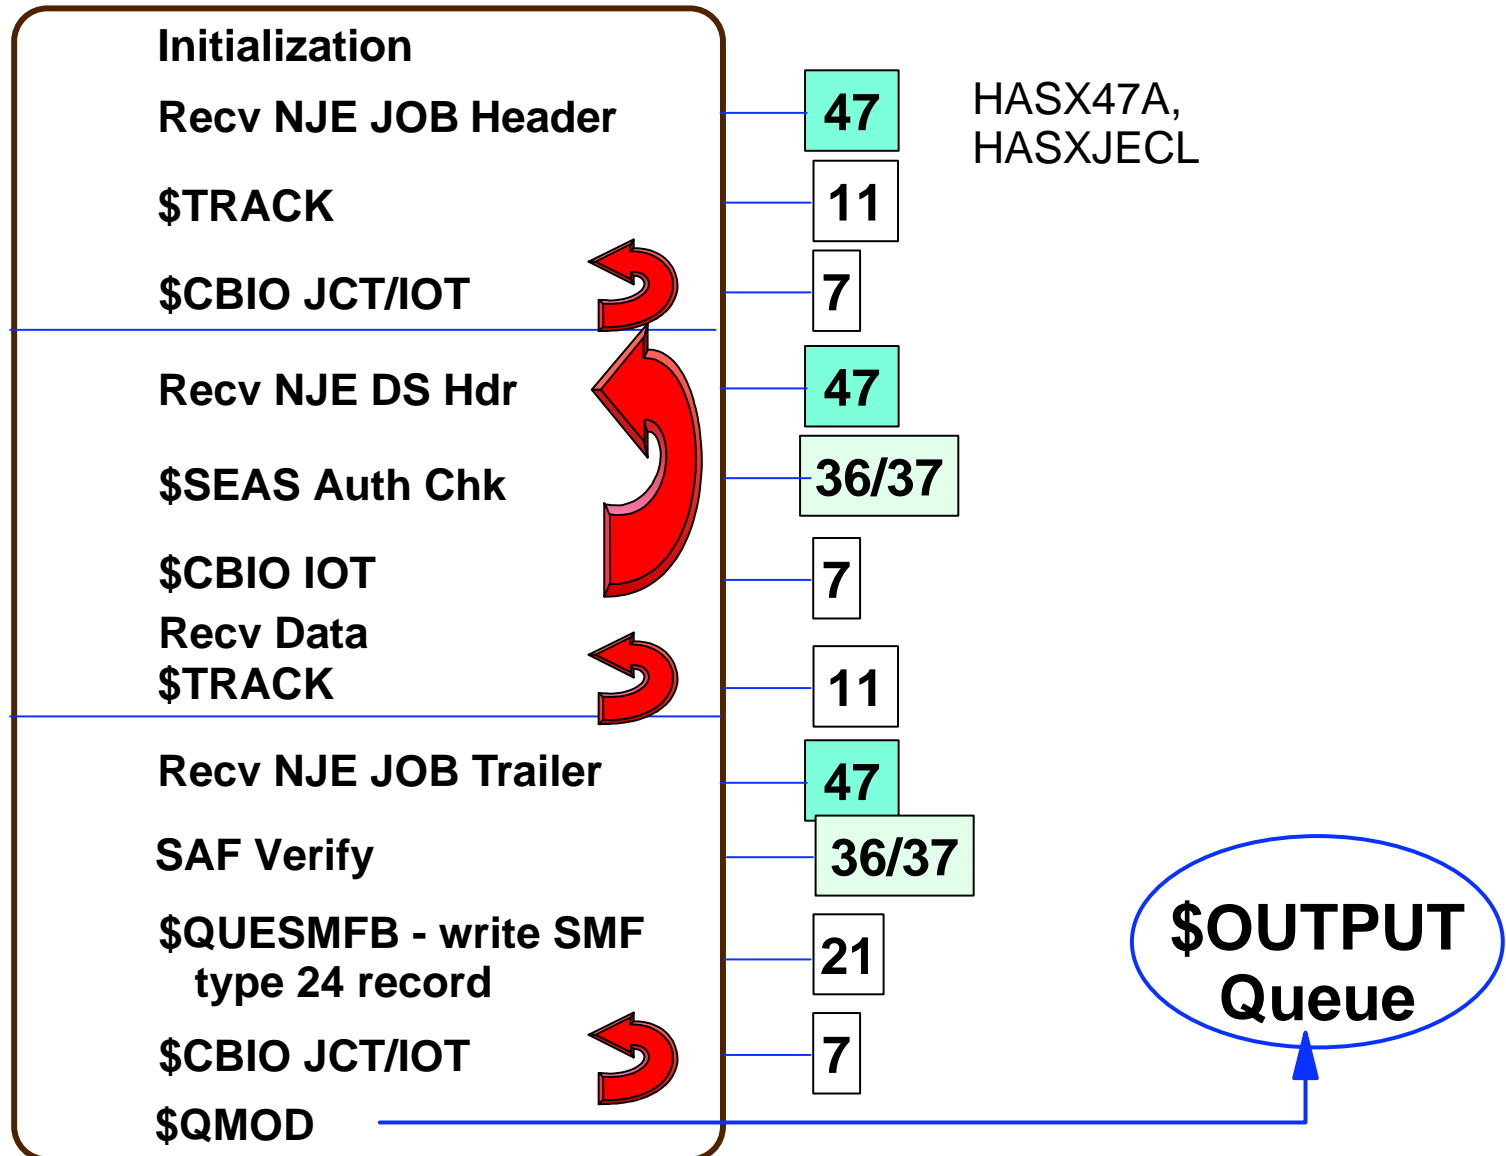 Initialization
Recv NJE JOB Header
47
HASX47A,
HASXJECL
$TRACK
11
$CBIO JCT/IOT
7
Recv NJE DS Hdr
47
$SEAS Auth Chk
36/37
$CBIO IOT
7
Recv Data
$TRACK
11
Recv NJE JOB Trailer
47
SAF Verify
36/37
$QUESMFB - write SMF
type 24 record
21
$CBIO JCT/IOT
7
$QMOD
$OUTPUT
Queue